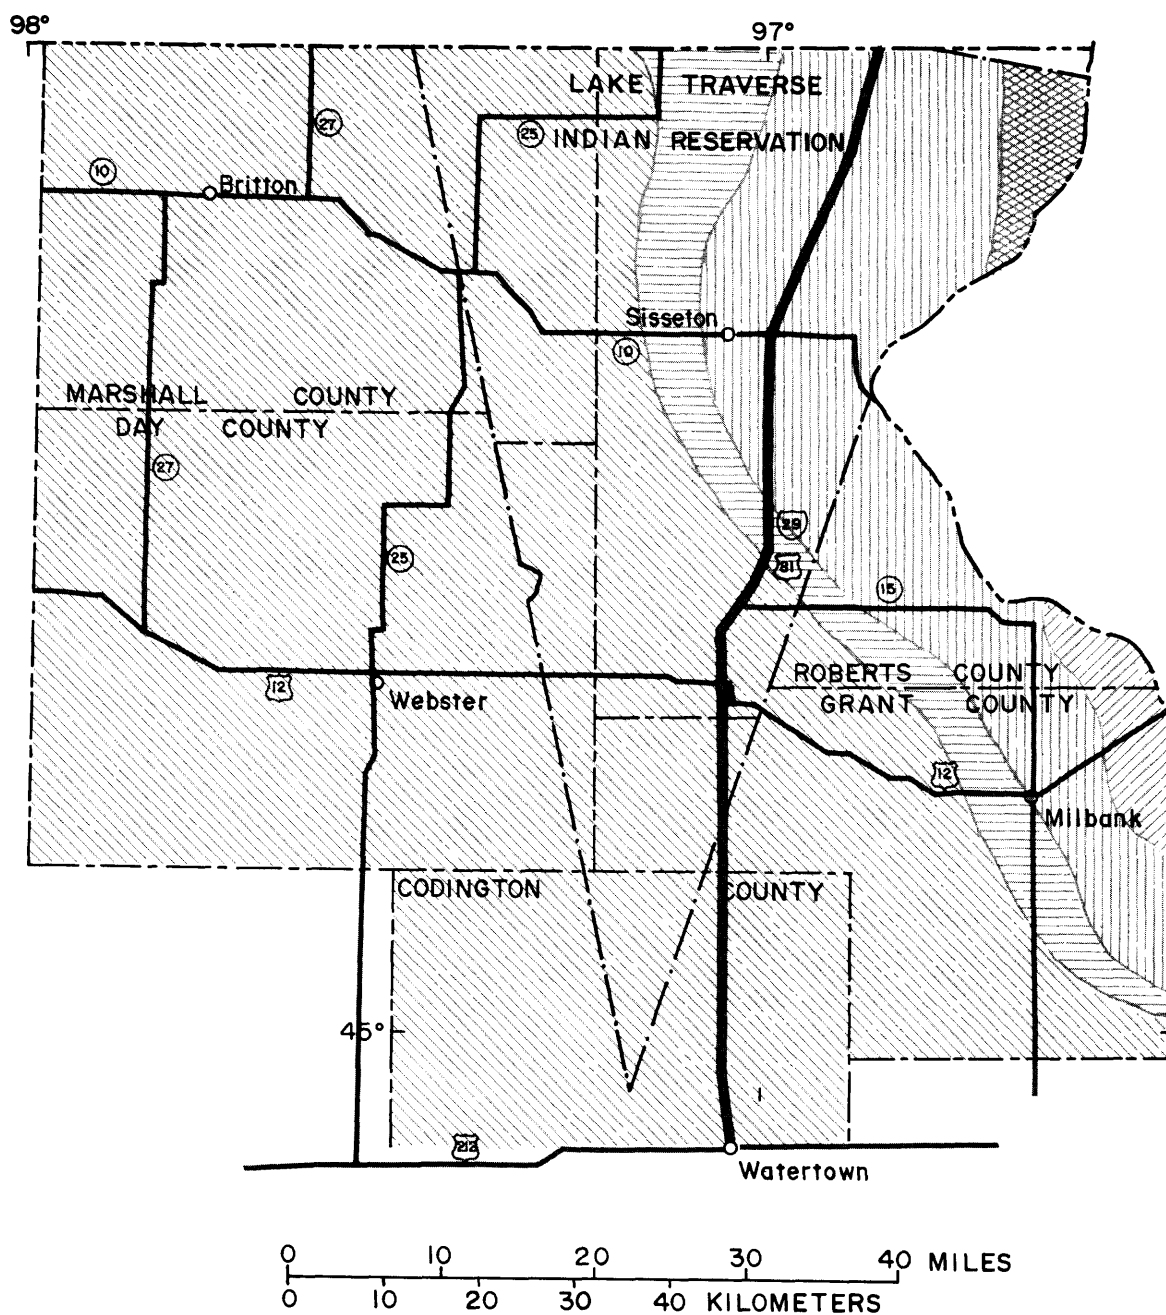 98°
97°
LAKE TRAVERSE
27
25
INDIAN RESERVATION
10
Britton
Sisseton
10
MARSHALL COUNTY
DAY COUNTY
27
29
25
81
15
ROBERTS COUNTY
12
Webster
GRANT COUNTY
12
Milbank
CODINGTON COUNTY
45°
212
Watertown
0 10 20 30 40 MILES
0 10 20 30 40 KILOMETERS